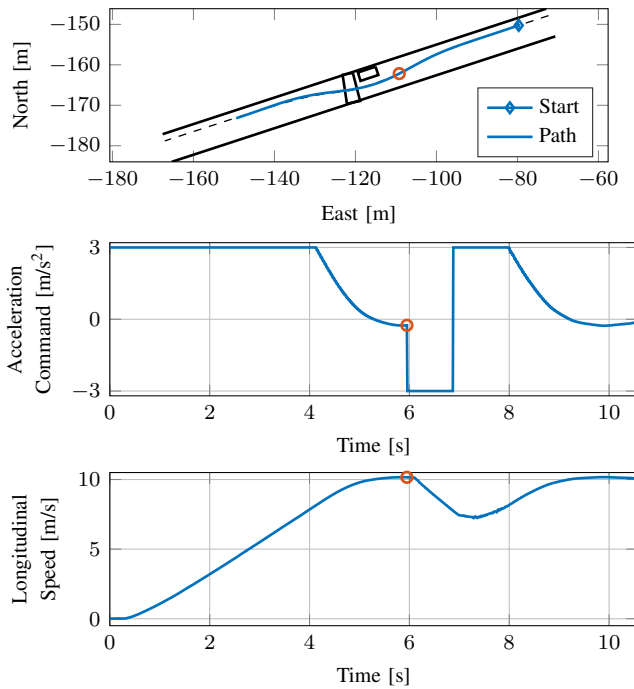 −150
−160
−170
−180
North [m]
Start
Path
−180 −160 −140 −120 −100 −80 −60
East [m]
3
0
−3
Acceleration
Command [m/s²]
0 2 4 6 8 10
Time [s]
10
5
0
Longitudinal
Speed [m/s]
0 2 4 6 8 10
Time [s]